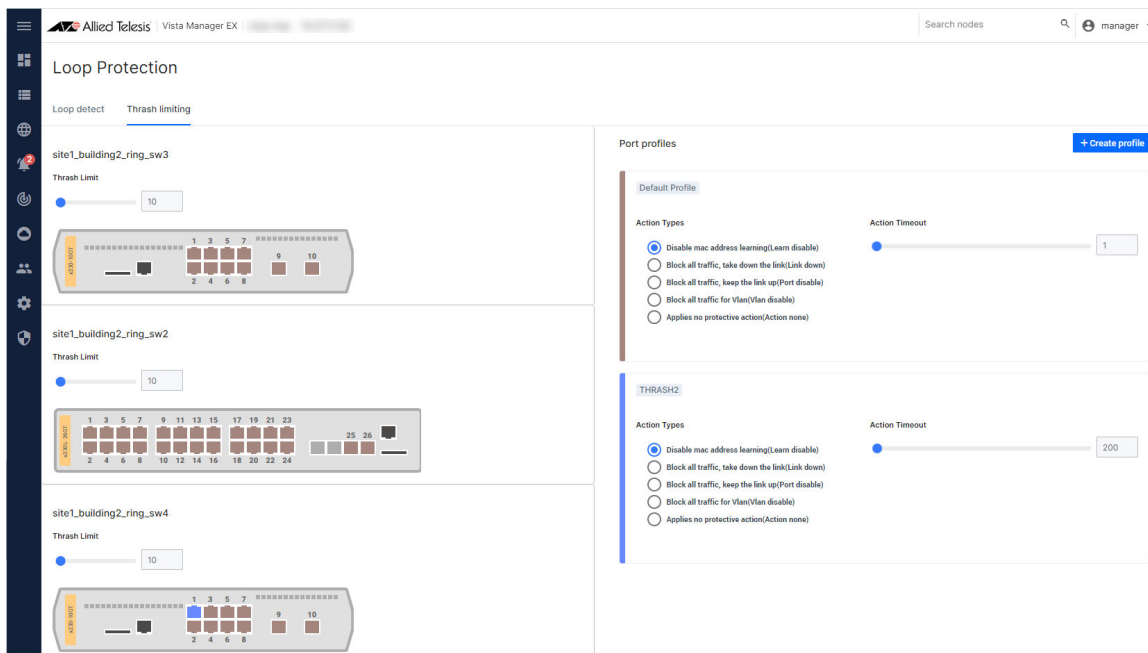 Allied Telesis Vista Manager EX Search nodes manager
2
Loop Protection
Loop detect Thrash limiting
site1_building2_ring_sw3
Thrash Limit
10
x230-10GT
1 3 5 7
9 10
2 4 6 8
site1_building2_ring_sw2
Thrash Limit
10
1 3 5 7 9 11 13 15 17 19 21 23
25 26
2 4 6 8 10 12 14 16 18 20 22 24
site1_building2_ring_sw4
Thrash Limit
10
x230-10GT
1 3 5 7
9 10
2 4 6 8
Port profiles + Create profile
Default Profile
Action Types Action Timeout
Disable mac address learning(Learn disable) 1
Block all traffic, take down the link(Link down)
Block all traffic, keep the link up(Port disable)
Block all traffic for Vlan(Vlan disable)
Applies no protective action(Action none)
THRASH2
Action Types Action Timeout
Disable mac address learning(Learn disable) 200
Block all traffic, take down the link(Link down)
Block all traffic, keep the link up(Port disable)
Block all traffic for Vlan(Vlan disable)
Applies no protective action(Action none)